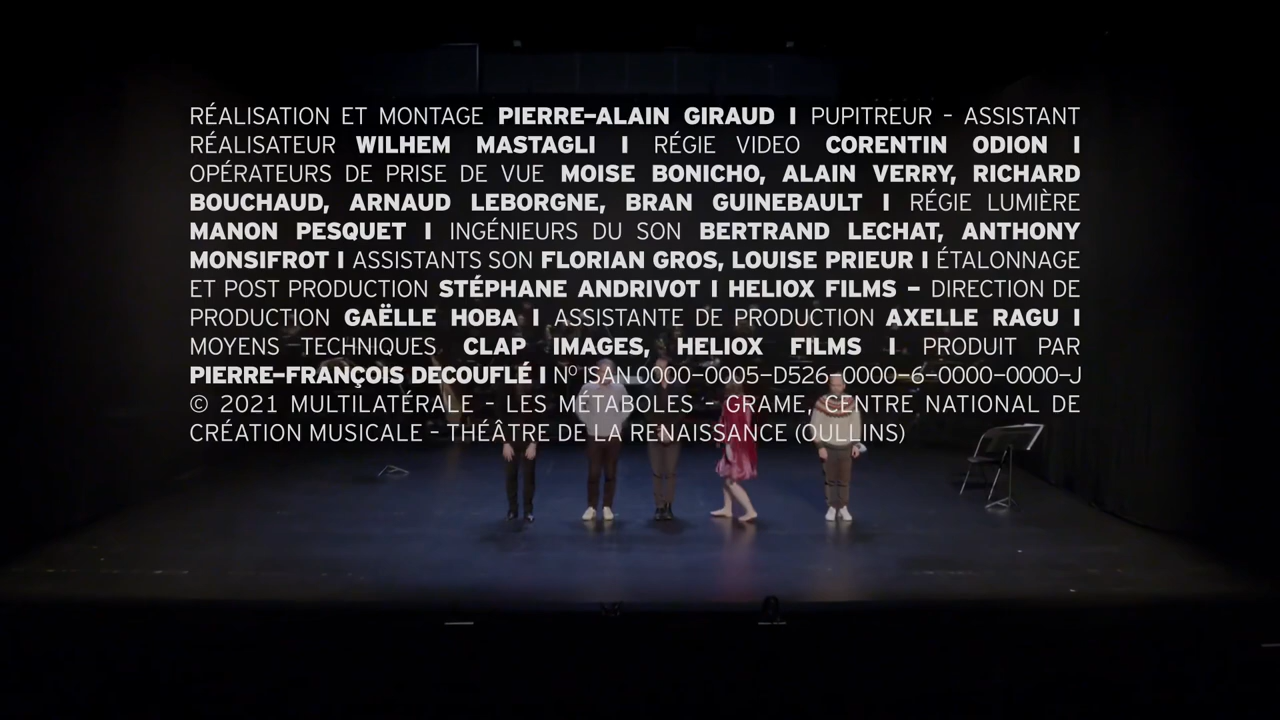 RÉALISATION ET MONTAGE PIERRE–ALAIN GIRAUD I PUPITREUR - ASSISTANT
RÉALISATEUR WILHEM MASTAGLI I RÉGIE VIDEO CORENTIN ODION I
OPÉRATEURS DE PRISE DE VUE MOISE BONICHO, ALAIN VERRY, RICHARD
BOUCHAUD, ARNAUD LEBORGNE, BRAN GUINEBAULT I RÉGIE LUMIÈRE
MANON PESQUET I INGÉNIEURS DU SON BERTRAND LECHAT, ANTHONY
MONSIFROT I ASSISTANTS SON FLORIAN GROS, LOUISE PRIEUR I ÉTALONNAGE
ET POST PRODUCTION STÉPHANE ANDRIVOT I HELIOX FILMS – DIRECTION DE
PRODUCTION GAËLLE HOBA I ASSISTANTE DE PRODUCTION AXELLE RAGU I
MOYENS TECHNIQUES CLAP IMAGES, HELIOX FILMS I PRODUIT PAR
PIERRE–FRANÇOIS DECOUFLÉ I Nº ISAN 0000–0005–D526–0000–6–0000–0000–J
© 2021 MULTILATÉRALE - LES MÉTABOLES - GRAME, CENTRE NATIONAL DE
CRÉATION MUSICALE - THÉÂTRE DE LA RENAISSANCE (OULLINS)